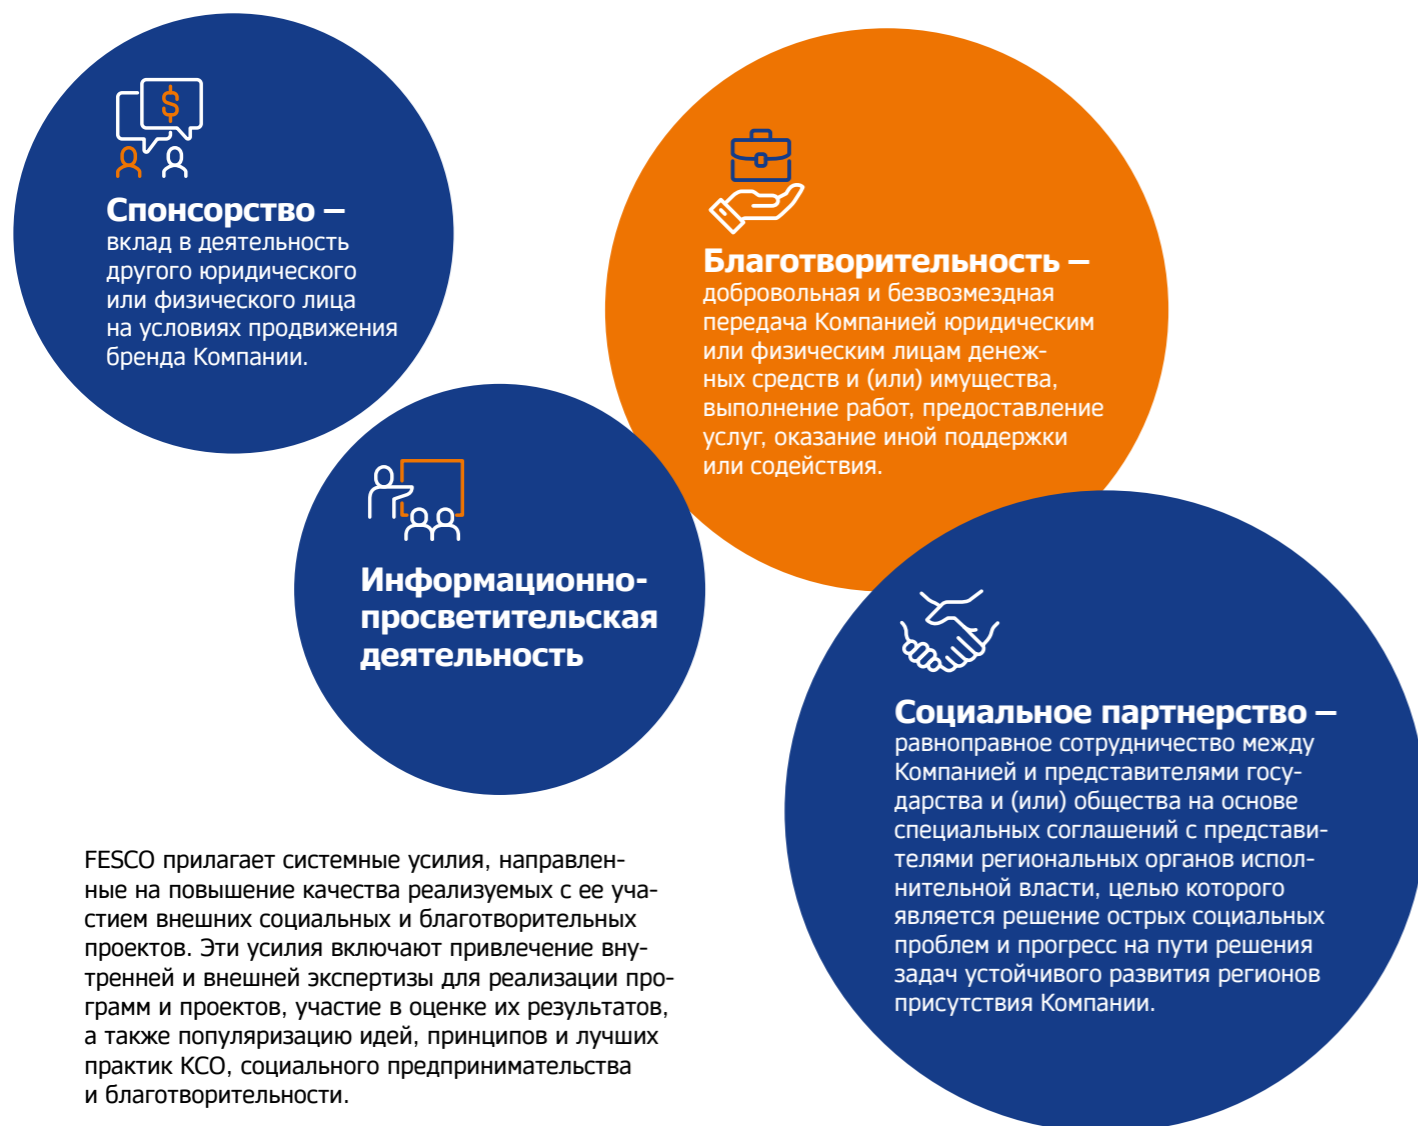 $
Спонсорство –
вклад в деятельность
другого юридического
или физического лица
на условиях продвижения
бренда Компании.
Благотворительность –
добровольная и безвозмездная
передача Компанией юридическим
или физическим лицам денеж-
ных средств и (или) имущества,
выполнение работ, предоставление
услуг, оказание иной поддержки
или содействия.
Информационно-
просветительская
деятельность
Социальное партнерство –
равноправное сотрудничество между
Компанией и представителями госу-
дарства и (или) общества на основе
специальных соглашений с представи-
телями региональных органов испол-
нительной власти, целью которого
является решение острых социальных
проблем и прогресс на пути решения
задач устойчивого развития регионов
присутствия Компании.
FESCO прилагает системные усилия, направлен-
ные на повышение качества реализуемых с ее уча-
стием внешних социальных и благотворительных
проектов. Эти усилия включают привлечение вну-
тренней и внешней экспертизы для реализации про-
грамм и проектов, участие в оценке их результатов,
а также популяризацию идей, принципов и лучших
практик КСО, социального предпринимательства
и благотворительности.